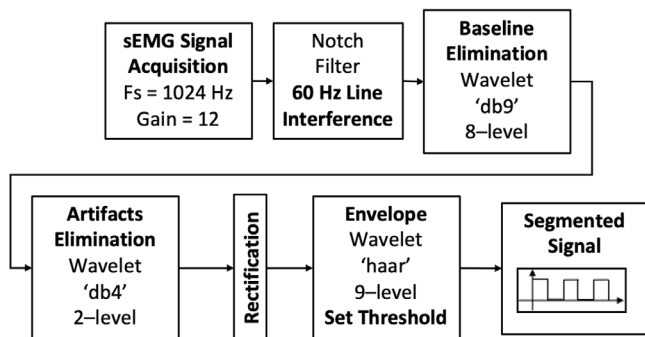 sEMG Signal
Acquisition
Fs = 1024 Hz
Gain = 12
Notch
Filter
60 Hz Line
Interference
Baseline
Elimination
Wavelet
‘db9’
8–level
Artifacts
Elimination
Wavelet
‘db4’
2–level
Rectification
Envelope
Wavelet
‘haar’
9–level
Set Threshold
Segmented
Signal